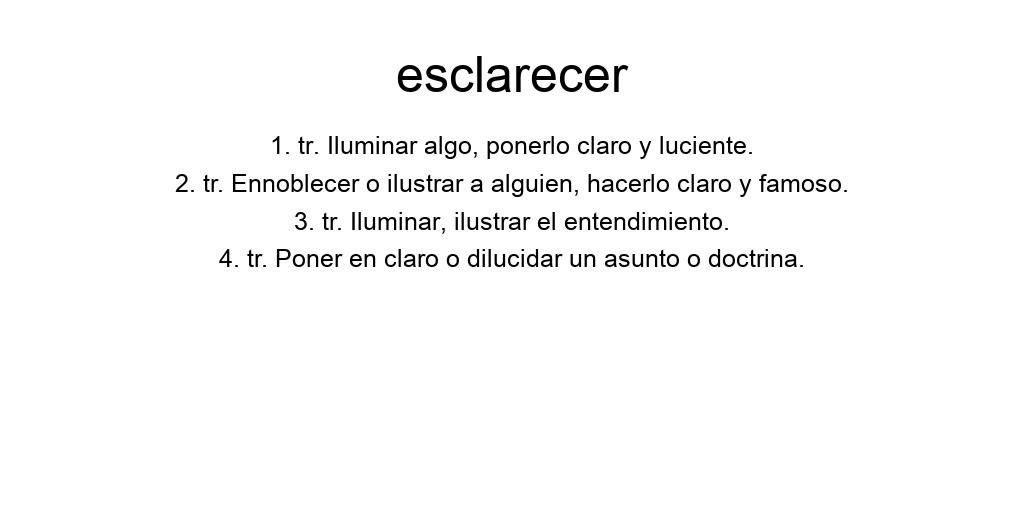 esclarecer
1. tr. Iluminar algo, ponerlo claro y luciente.
2. tr. Ennoblecer o ilustrar a alguien, hacerlo claro y famoso.
3. tr. Iluminar, ilustrar el entendimiento.
4. tr. Poner en claro o dilucidar un asunto o doctrina.